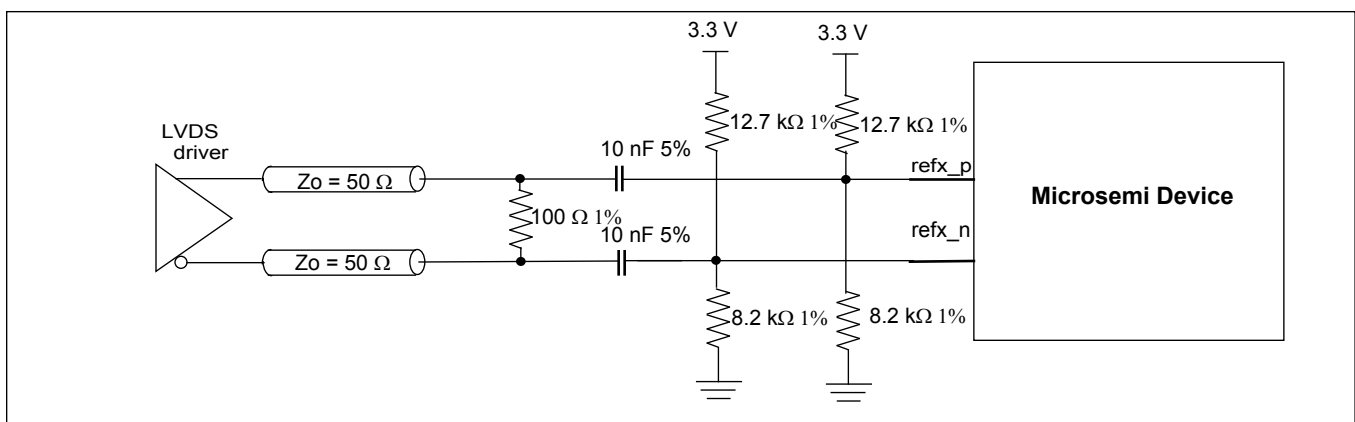 3.3 V
3.3 V
12.7 kΩ 1%
12.7 kΩ 1%
LVDS
driver
10 nF 5%
refx_p
Zo = 50 Ω
Microsemi Device
100 Ω 1%
10 nF 5%
refx_n
Zo = 50 Ω
8.2 kΩ 1%
8.2 kΩ 1%